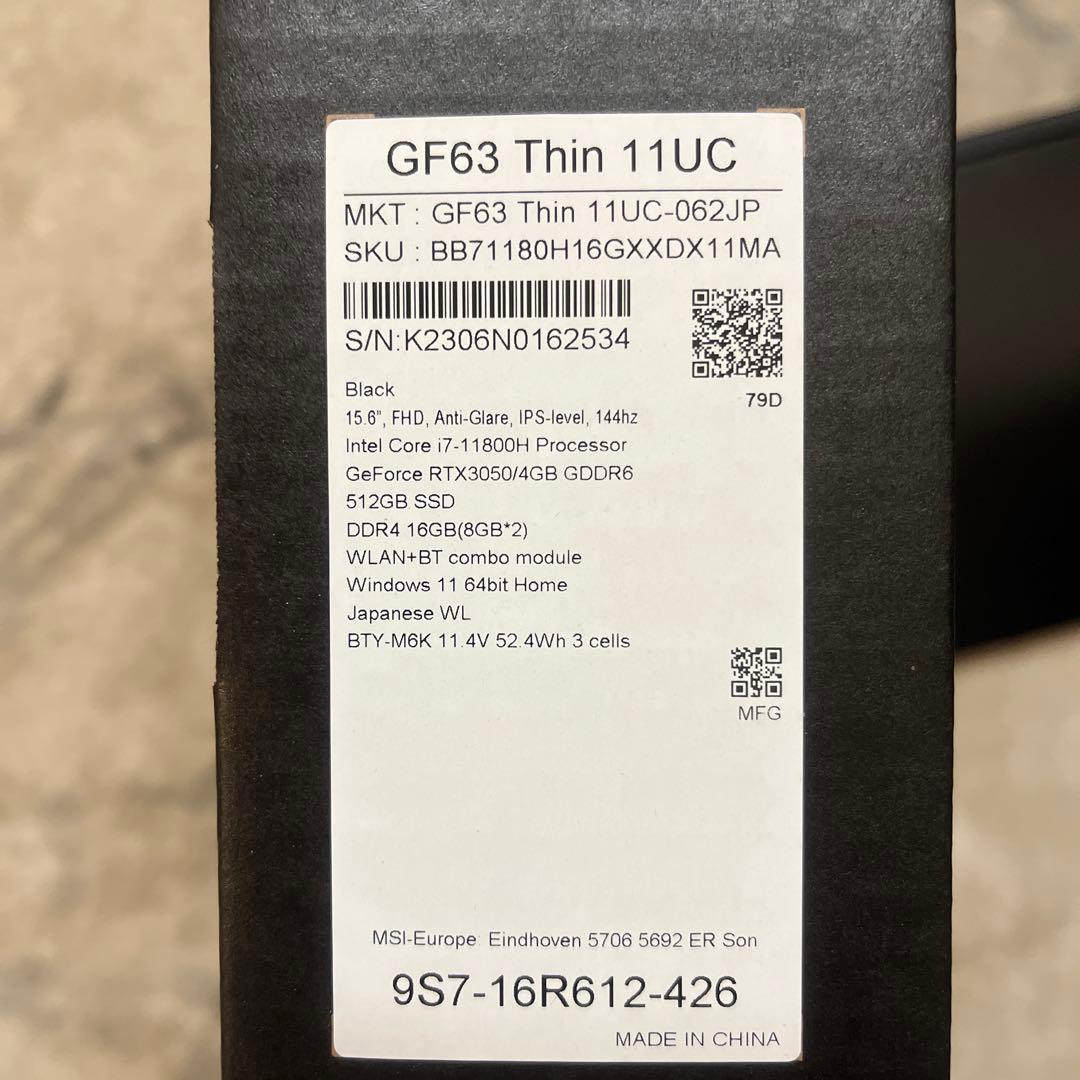 GF63 Thin 11UC
MKT : GF63 Thin 11UC-062JP
SKU : BB71180H16GXXDX11MA
S/N:K2306N0162534
79D
Black
15.6", FHD, Anti-Glare, IPS-level, 144hz
Intel Core i7-11800H Processor
GeForce RTX3050/4GB GDDR6
512GB SSD
DDR4 16GB(8GB*2)
WLAN+BT combo module
Windows 11 64bit Home
Japanese WL
BTY-M6K 11.4V 52.4Wh 3 cells
MFG
MSI-Europe: Eindhoven 5706 5692 ER Son
9S7-16R612-426
MADE IN CHINA